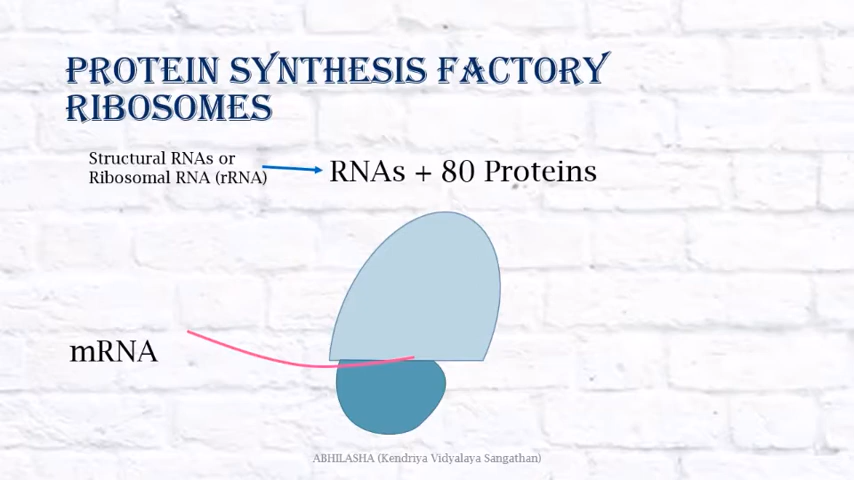 PROTEIN SYNTHESIS FACTORY
RIBOSOMES
Structural RNAs or
Ribosomal RNA (rRNA)
RNAs + 80 Proteins
mRNA
ABHILASHA (Kendriya Vidyalaya Sangathan)